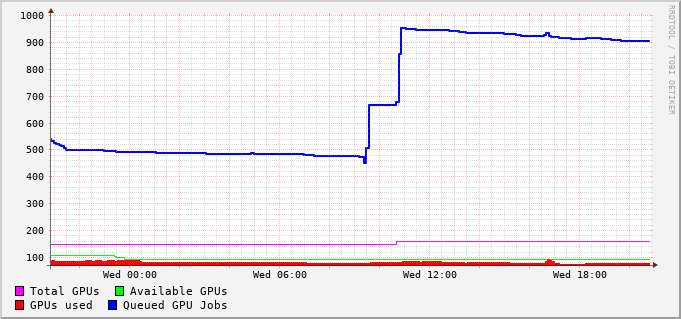 1000
900
800
700
600
500
400
300
200
100
Wed 00:00 Wed 06:00 Wed 12:00 Wed 18:00
Total GPUs Available GPUs
GPUs used Queued GPU Jobs
RRDTOOL / TOBI OETIKER